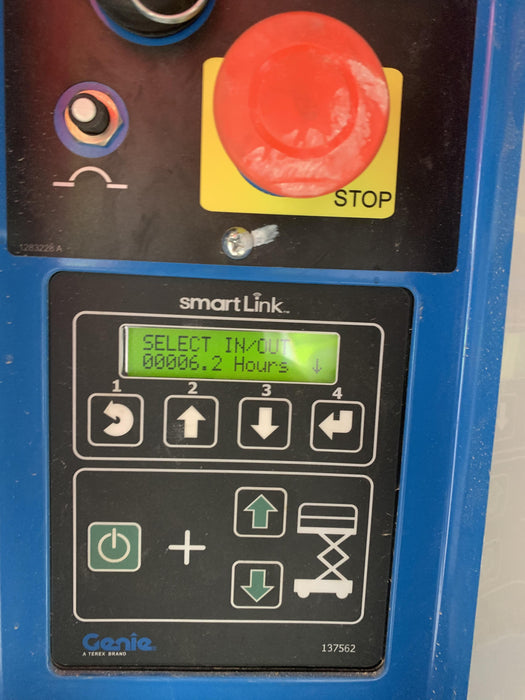 STOP
1283228 A
smartLink
SELECT IN/OUT
00006.2 Hours ↓
1 2 3 4
Genie
A TEREX BRAND
137562